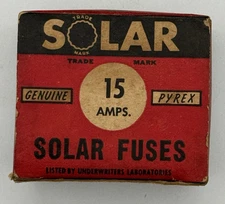 SOLAR
TRADE
MARK
TRADE MARK
GENUINE 15 PYREX
AMPS.
SOLAR FUSES
LISTED BY UNDERWRITERS LABORATORIES